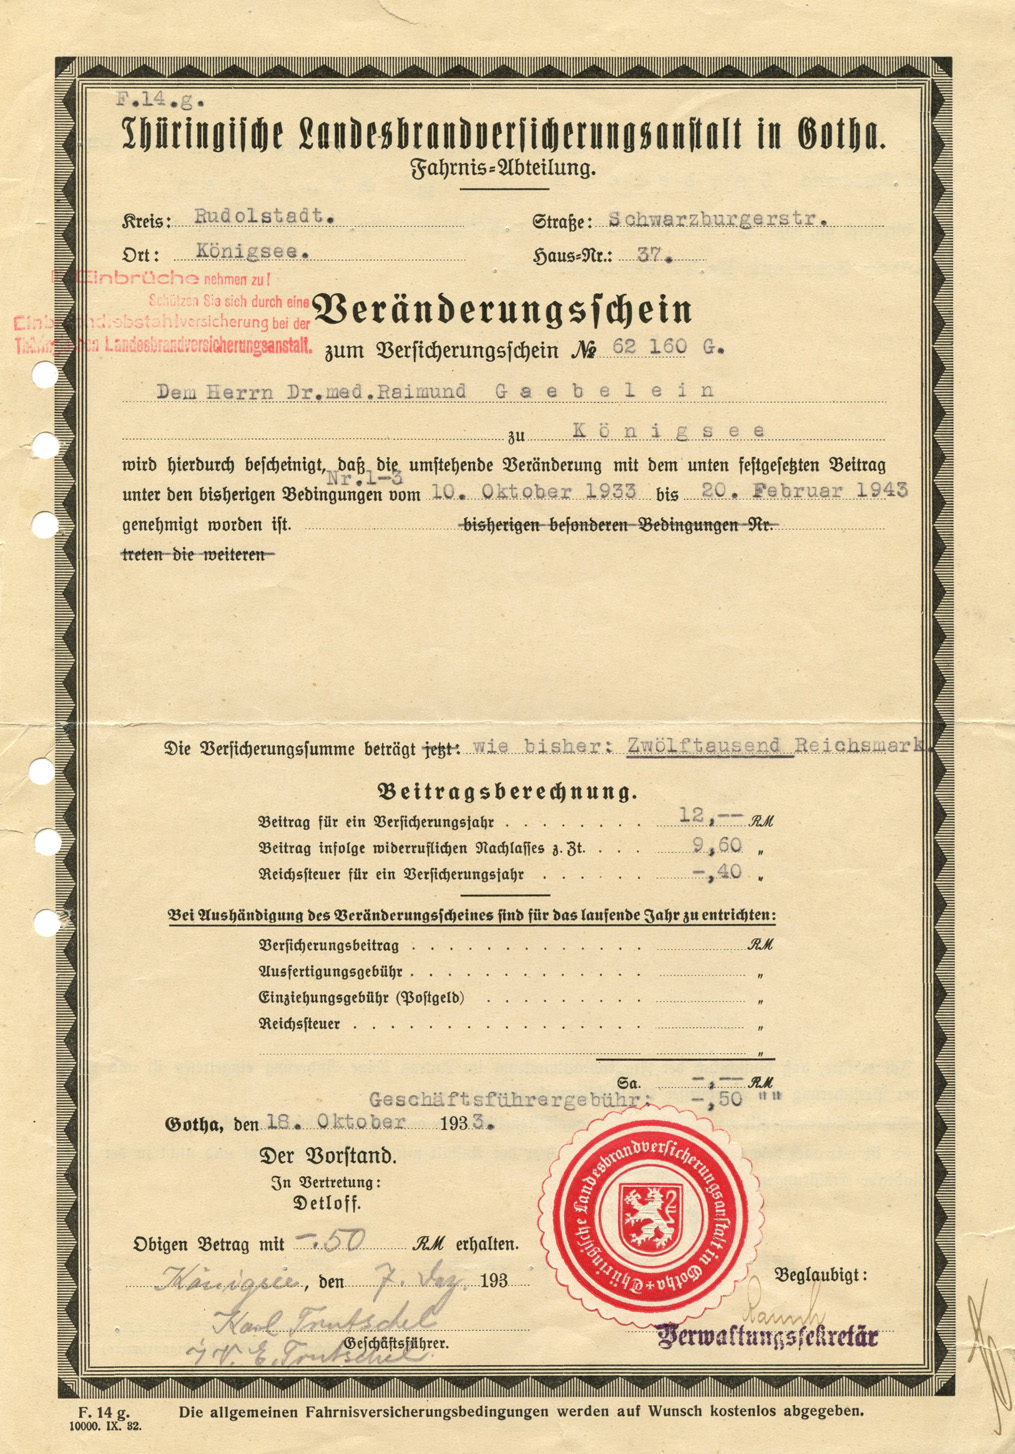 F.14.g.
Thüringische Landesbrandversicherungsanstalt in Gotha.
Fahrnis-Abteilung.
Kreis: Rudolstadt. Straße: Schwarzburgerstr.
Ort: Königsee. Haus-Nr.: 37.
Einbrüche nehmen zu!
Schützen Sie sich durch eine
Einbruchdiebstahlversicherung bei der
Thüringischen Landesbrandversicherungsanstalt.
Veränderungsschein
zum Versicherungsschein № 62 160 G.
Dem Herrn Dr.med.Raimund G a e b e l e i n
zu K ö n i g s e e
wird hierdurch bescheinigt, daß die umstehende Veränderung mit dem unten festgesetzten Beitrag
Nr.1-3
unter den bisherigen Bedingungen vom 10. Oktober 1933 bis 20. Februar 1943
genehmigt worden ist. bisherigen besonderen Bedingungen Nr.
treten die weiteren
Die Versicherungssumme beträgt jetzt: wie bisher: Zwölftausend Reichsmark.
Beitragsberechnung.
Beitrag für ein Versicherungsjahr . . . . . . . . 12,-- RM
Beitrag infolge widerruflichen Nachlasses z. Zt. . . . 9,60 „
Reichssteuer für ein Versicherungsjahr . . . . . . -,40 „
Bei Aushändigung des Veränderungsscheines sind für das laufende Jahr zu entrichten:
Versicherungsbeitrag . . . . . . . . . . . . . RM
Ausfertigungsgebühr . . . . . . . . . . . . . „
Einziehungsgebühr (Postgeld) . . . . . . . . . „
Reichssteuer . . . . . . . . . . . . . . . . „
„
Sa. -,-- RM
Geschäftsführergebühr: -,50 ""
Gotha, den 18. Oktober 1933.
Der Vorstand.
In Vertretung:
Detloff.
Thüringische Landesbrandversicherungsanstalt in Gotha +
Obigen Betrag mit -.50 RM erhalten.
Königsee, den 7. Dez. 193
Beglaubigt:
Karl Trutschel
Verwaltungssekretär
Geschäftsführer.
i V. E. Trutschel
F. 14 g. Die allgemeinen Fahrnisversicherungsbedingungen werden auf Wunsch kostenlos abgegeben.
10000. IX. 32.